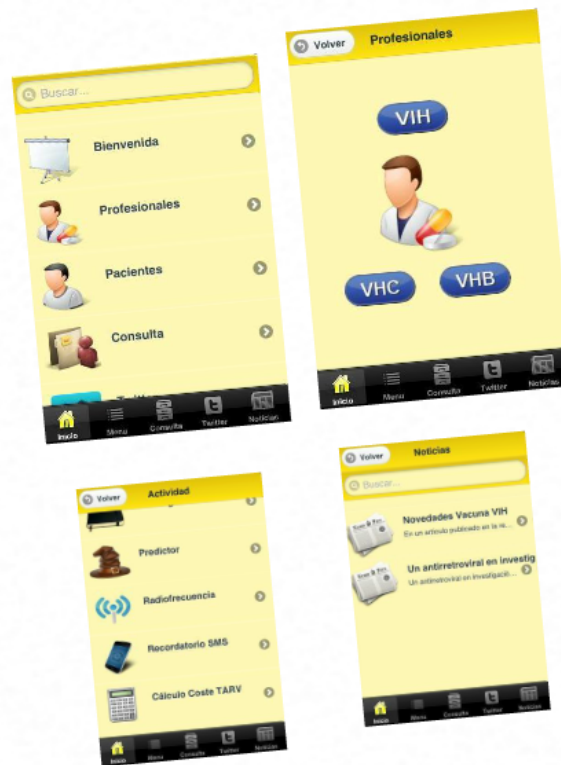 Buscar...
Bienvenida
Profesionales
Pacientes
Consulta
Inicio
Menu
Consulta
Twitter
Noticias
Volver
Profesionales
VIH
VHC
VHB
Inicio
Menu
Consulta
Twitter
Noticias
Volver
Actividad
Predictor
Radiofrecuencia
Recordatorio SMS
Cálculo Coste TARV
Inicio
Menu
Consulta
Twitter
Noticias
Volver
Noticias
Buscar...
Novedades Vacuna VIH
En un artículo publicado en la re...
Un antirretroviral en investig
Un antirretroviral en investigació...
Inicio
Menu
Consulta
Twitter
Noticias